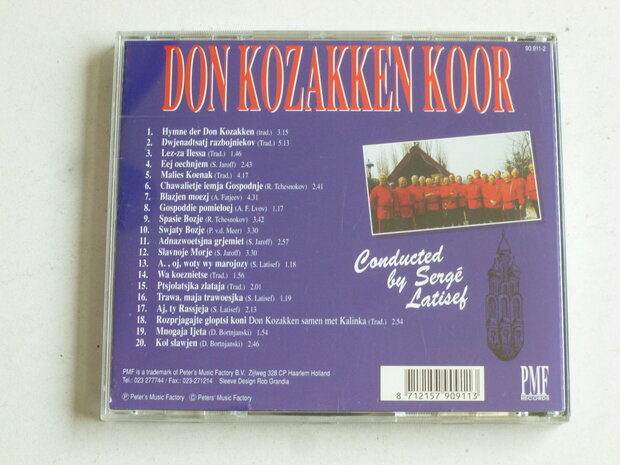 90.911-2
DON KOZAKKEN KOOR
1. Hymne der Don Kozakken (trad.) 3.15
2. Dwjenadtsatj razbojniekov (Trad.) 5.13
3. Lez-za Ilessa (Trad.) 1.46
4. Eej oechnjem (S. Jaroff) 2.43
5. Malies Koenak (Trad.) 4.17
6. Chawalietje iemja Gospodnje (R. Tchesnokov) 2.41
7. Blazjen moezj (A. Fatjeev) 4.31
8. Gospoddie pomieloej (A. F. Lvov) 1.17
9. Spasie Bozje (R. Tchesnokov) 3.42
10. Swjaty Bozje (P. v.d. Meer) 3.30
11. Adnazwoetsjna grjemiet (S. Jaroff) 2.57
12. Slavnoje Morje (S. Jaroff) 3.30
13. A. , oj, woty wy marojozy (S. Latisef) 1.18
14. Wa koeznietse (Trad.) 1.56
15. Ptsjolatsjka zlataja (Trad.) 2.01
16. Trawa, maja trawoesjka (S. Latisef) 1.19
17. Aj, ty Rassjeja (S. Latisef) 2.13
18. Rozprjagajte gloptsi koni Don Kozakken samen met Kalinka (Trad.) 2.54
19. Mnogaja Ijeta (D. Bortnjanski) 1.54
20. Kol slawjen (D. Bortnjanski) 2.46
Conducted
by Sergé
Latisef
PMF is a trademark of Peter's Music Factory B.V. Zijlweg 328 CP Haarlem Holland
Tel.: 023 277744 / Fax.: 023-271214 Sleeve Design Rob Grandia
Ⓟ Peter's Music Factory © Peters' Music Factory
8 712157 909113
PMF
RECORDS